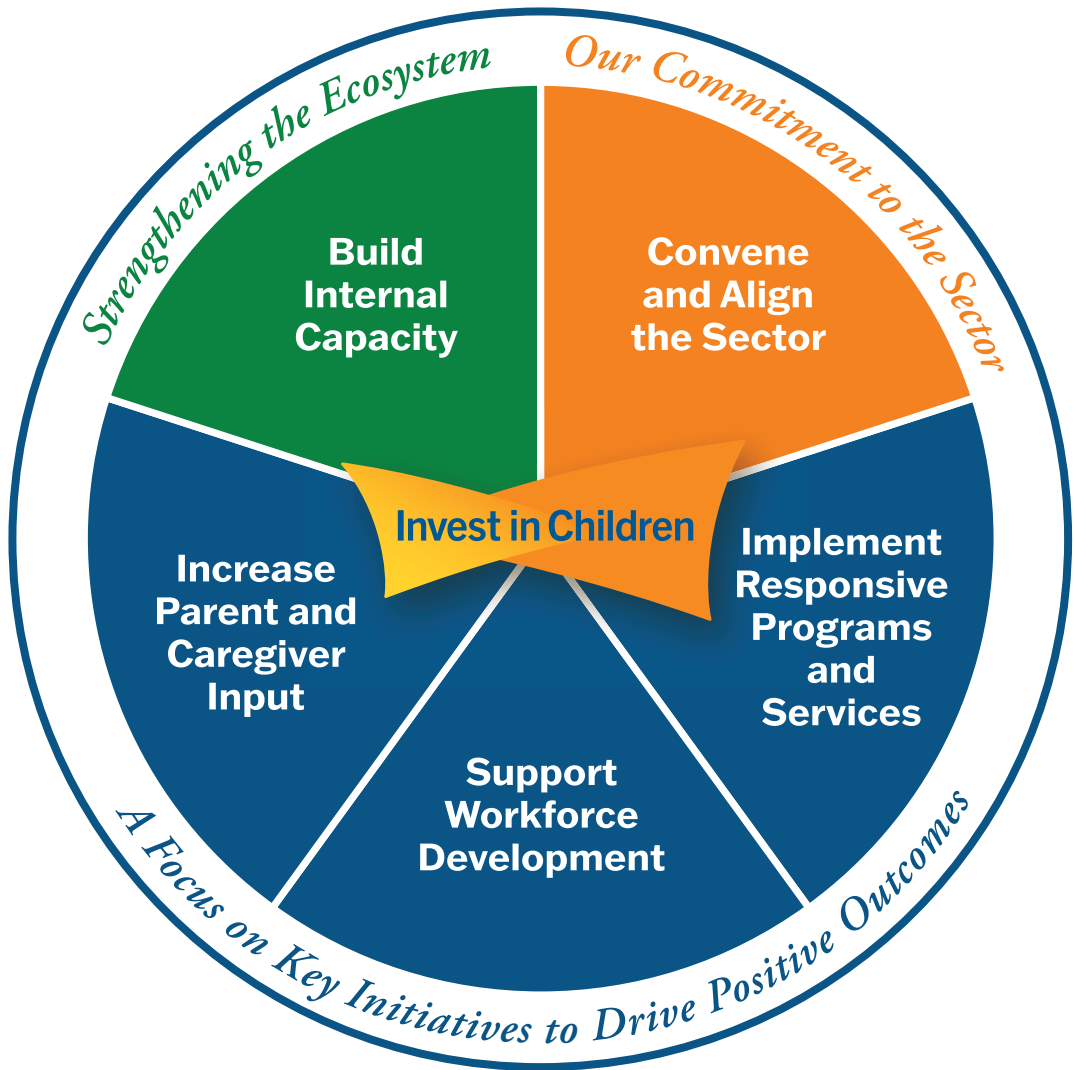 Strengthening the Ecosystem
Our Commitment to the Sector
Build
Internal
Capacity
Convene
and Align
the Sector
Invest in Children
Increase
Parent and
Caregiver
Input
Implement
Responsive
Programs
and
Services
Support
Workforce
Development
A Focus on Key Initiatives to Drive Positive Outcomes